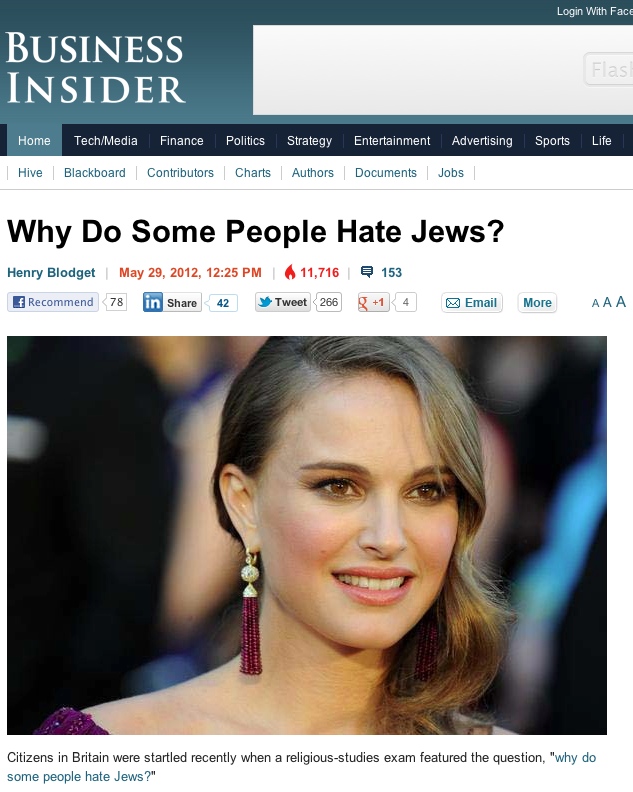 Login With Face
BUSINESS
INSIDER
Flas
Home Tech/Media Finance Politics Strategy Entertainment Advertising Sports Life
Hive Blackboard Contributors Charts Authors Documents Jobs
Why Do Some People Hate Jews?
Henry Blodget | May 29, 2012, 12:25 PM | 11,716 | 153
Recommend 78 in Share 42 Tweet 266 g +1 4 Email More A A A
Citizens in Britain were startled recently when a religious-studies exam featured the question, "why do
some people hate Jews?"